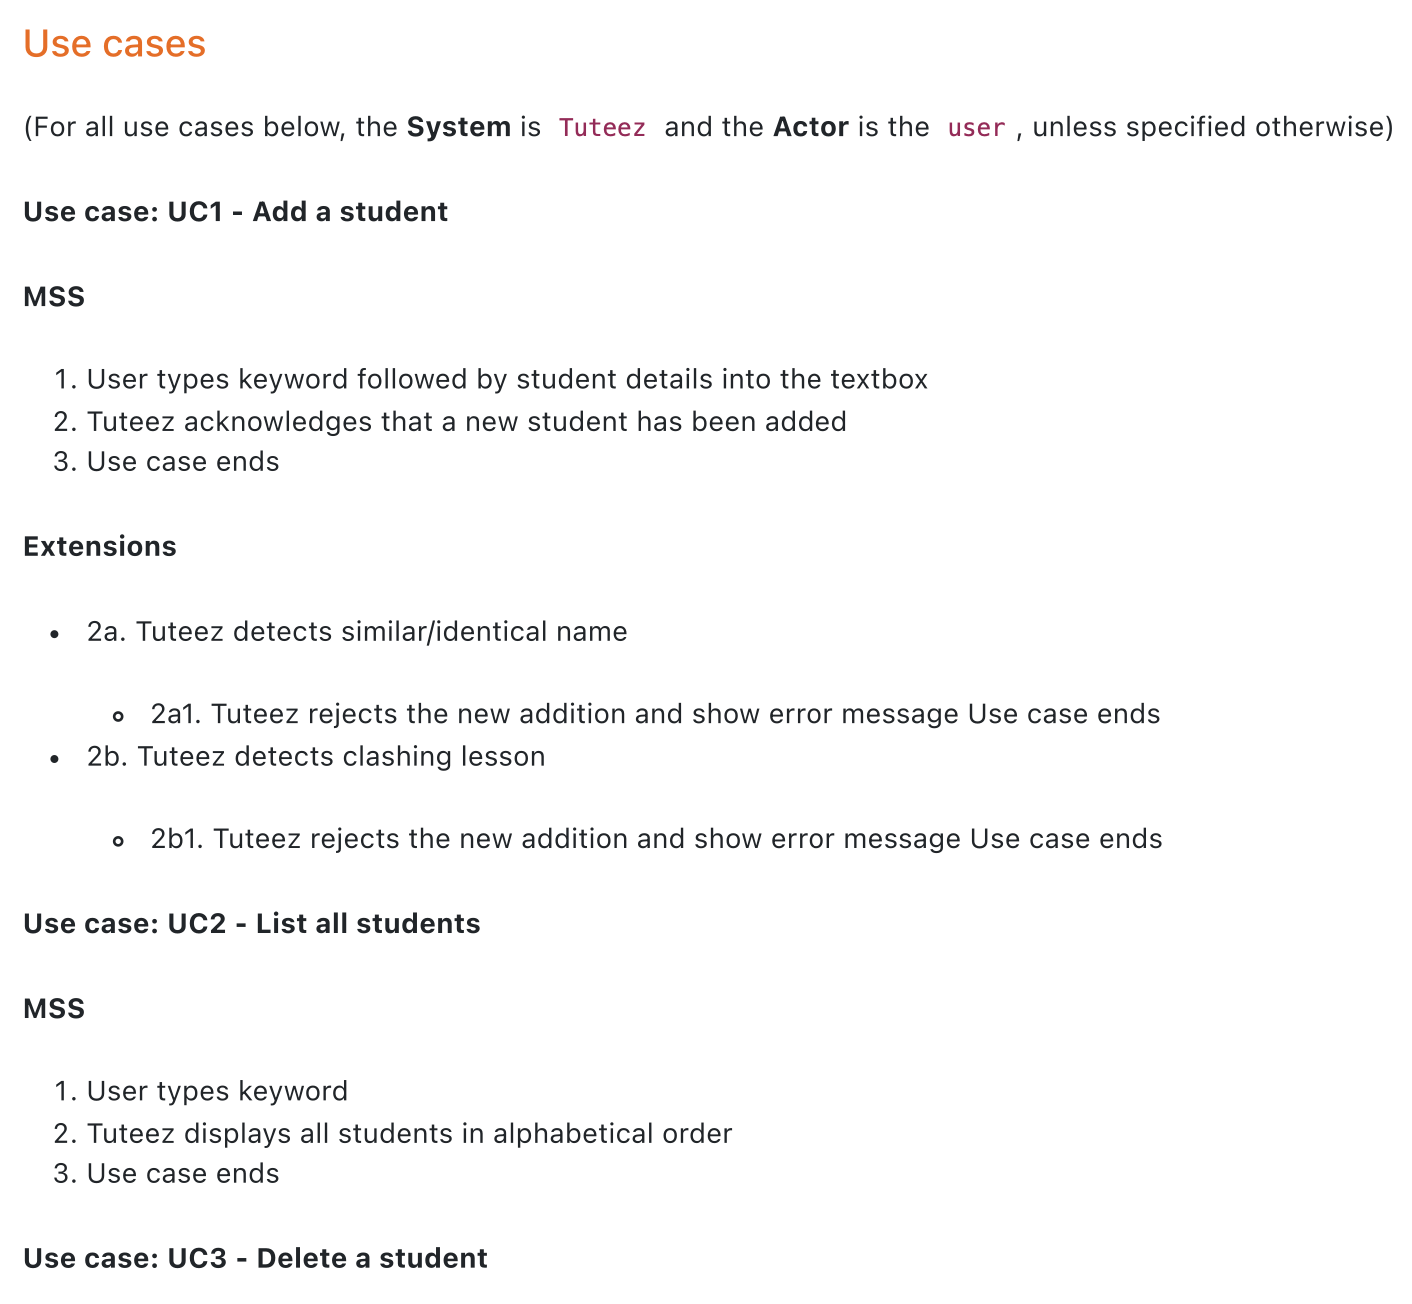 Use cases
(For all use cases below, the System is Tuteez and the Actor is the user , unless specified otherwise)
Use case: UC1 - Add a student
MSS
1. User types keyword followed by student details into the textbox
2. Tuteez acknowledges that a new student has been added
3. Use case ends
Extensions
• 2a. Tuteez detects similar/identical name
◦ 2a1. Tuteez rejects the new addition and show error message Use case ends
• 2b. Tuteez detects clashing lesson
◦ 2b1. Tuteez rejects the new addition and show error message Use case ends
Use case: UC2 - List all students
MSS
1. User types keyword
2. Tuteez displays all students in alphabetical order
3. Use case ends
Use case: UC3 - Delete a student